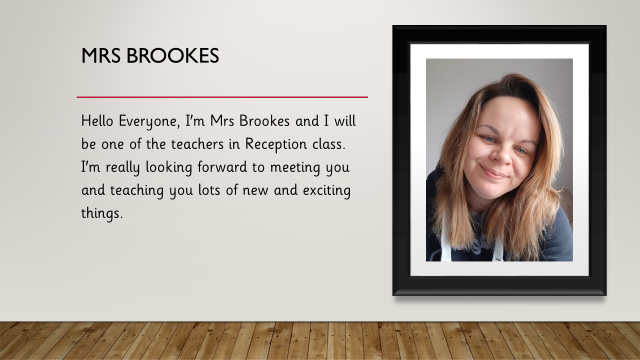 MRS BROOKES
Hello Everyone, I'm Mrs Brookes and I will
be one of the teachers in Reception class.
I'm really looking forward to meeting you
and teaching you lots of new and exciting
things.